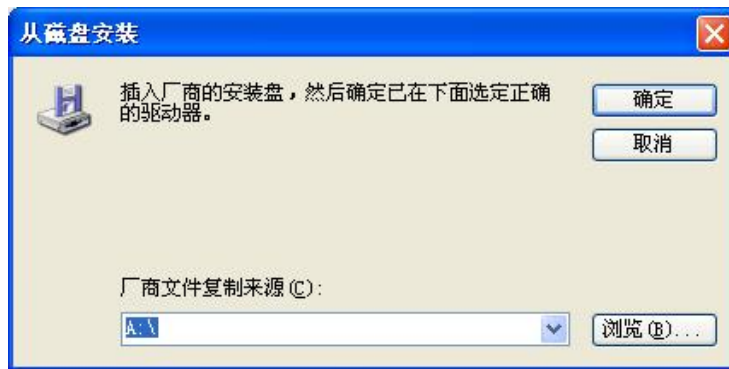 从磁盘安装
插入厂商的安装盘，然后确定已在下面选定正确
的驱动器。
确定
取消
厂商文件复制来源(C):
A:\
浏览(B)...